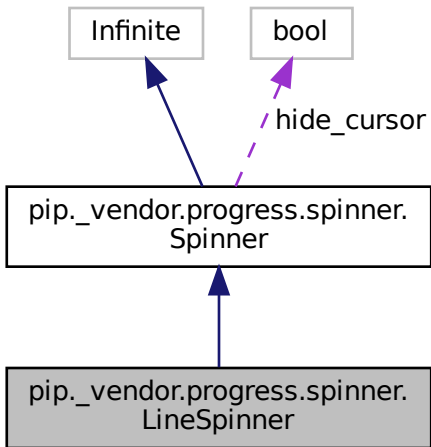 Infinite
bool
hide_cursor
pip._vendor.progress.spinner.
Spinner
pip._vendor.progress.spinner.
LineSpinner